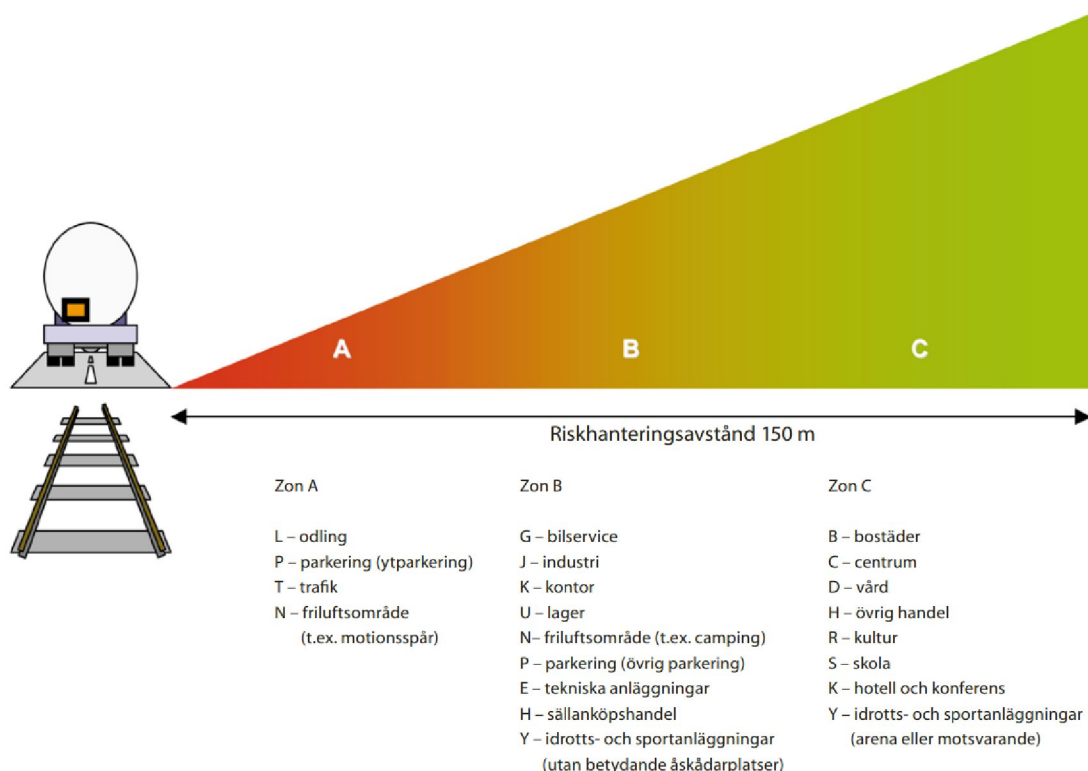 A
B
C
Riskhanteringsavstånd 150 m
Zon A
L – odling
P – parkering (ytparkering)
T – trafik
N – friluftsområde
(t.ex. motionsspår)
Zon B
G – bilservice
J – industri
K – kontor
U – lager
N– friluftsområde (t.ex. camping)
P – parkering (övrig parkering)
E – tekniska anläggningar
H – sällanköpshandel
Y – idrotts- och sportanläggningar
(utan betydande åskådarplatser)
Zon C
B – bostäder
C – centrum
D – vård
H – övrig handel
R – kultur
S – skola
K – hotell och konferens
Y – idrotts- och sportanläggningar
(arena eller motsvarande)